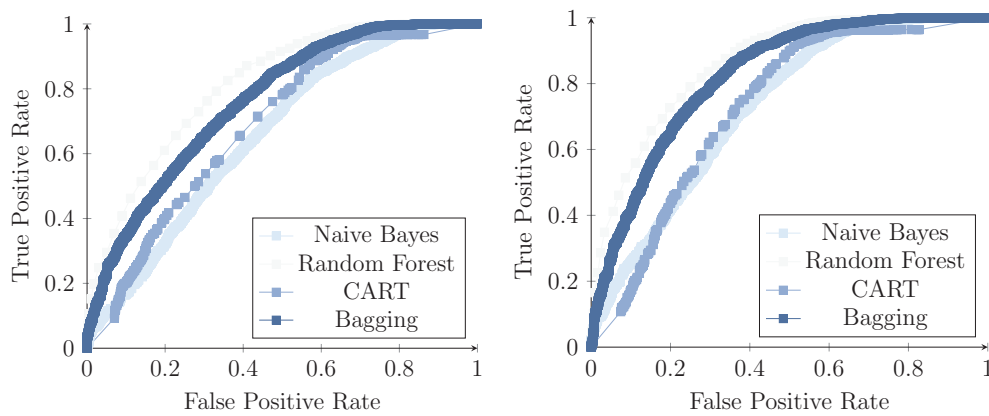 1
0.8
0.6
0.4
0.2
0
True Positive Rate
0 0.2 0.4 0.6 0.8 1
False Positive Rate
Naive Bayes
Random Forest
CART
Bagging
1
0.8
0.6
0.4
0.2
0
True Positive Rate
0 0.2 0.4 0.6 0.8 1
False Positive Rate
Naive Bayes
Random Forest
CART
Bagging